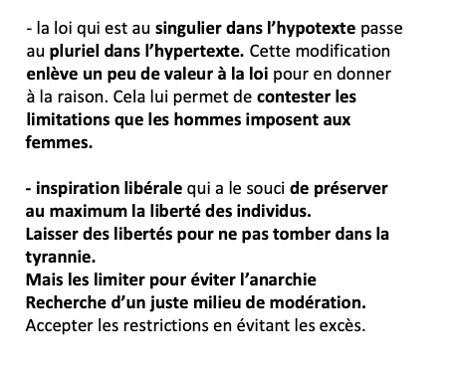 - la loi qui est au singulier dans l’hypotexte passe
au pluriel dans l’hypertexte. Cette modification
enlève un peu de valeur à la loi pour en donner
à la raison. Cela lui permet de contester les
limitations que les hommes imposent aux
femmes.
- inspiration libérale qui a le souci de préserver
au maximum la liberté des individus.
Laisser des libertés pour ne pas tomber dans la
tyrannie.
Mais les limiter pour éviter l’anarchie
Recherche d’un juste milieu de modération.
Accepter les restrictions en évitant les excès.